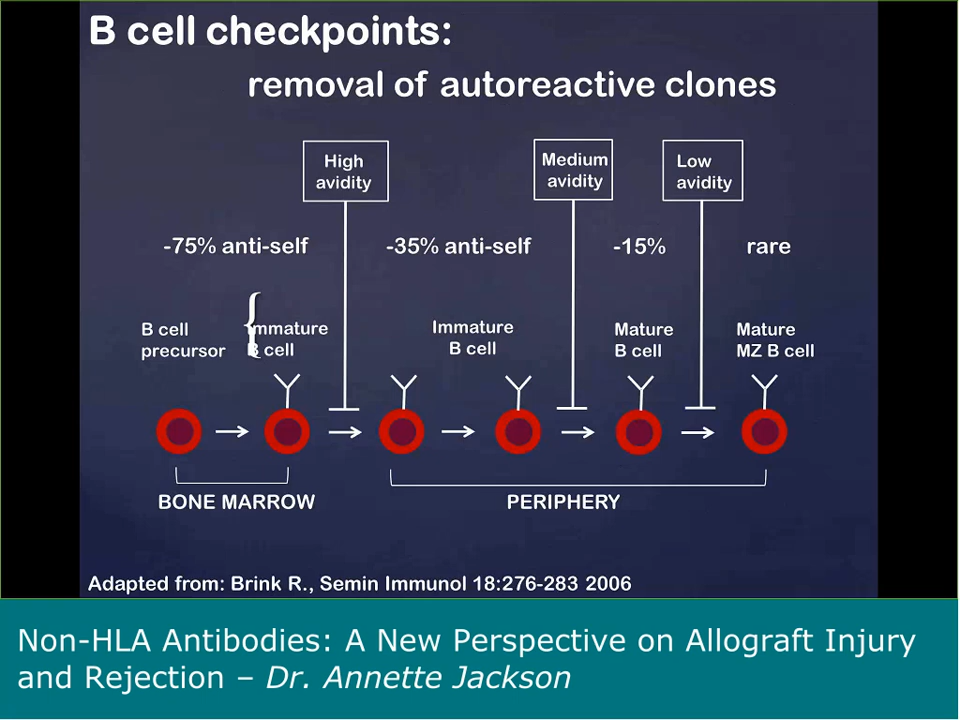 B cell checkpoints:
removal of autoreactive clones
High
avidity
Medium
avidity
Low
avidity
-75% anti-self
-35% anti-self
-15%
rare
B cell
precursor
Immature
B cell
Immature
B cell
Mature
B cell
Mature
MZ B cell
BONE MARROW
PERIPHERY
Adapted from: Brink R., Semin Immunol 18:276-283 2006
Non-HLA Antibodies: A New Perspective on Allograft Injury
and Rejection – Dr. Annette Jackson